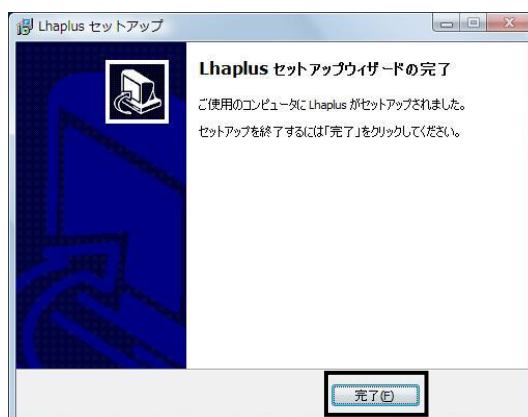 Lhaplus セットアップ
Lhaplus セットアップウィザードの完了
ご使用のコンピュータに Lhaplus がセットアップされました。
セットアップを終了するには「完了」をクリックしてください。
完了(F)